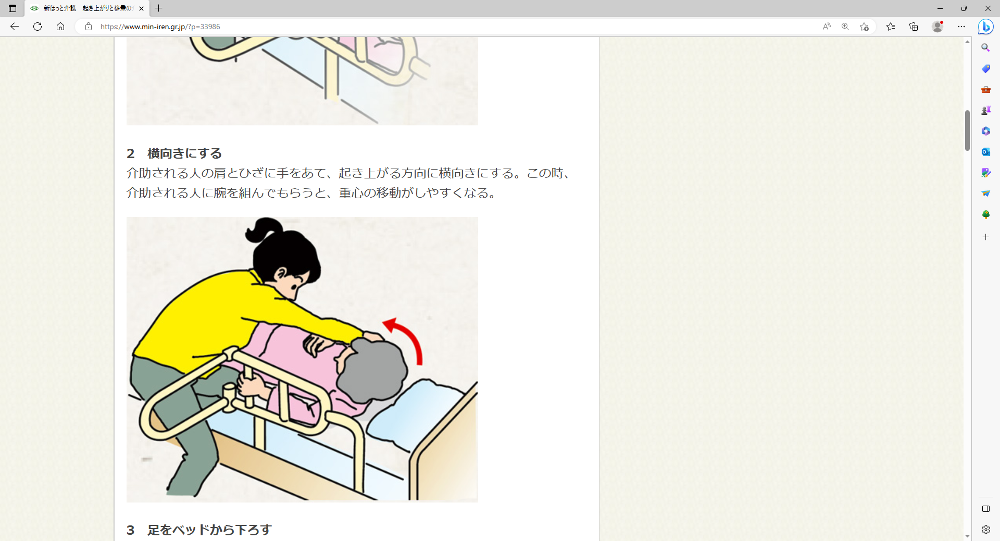 新ほっと介護　起き上がりと移乗の
https://www.min-iren.gr.jp/?p=33986
2　横向きにする
介助される人の肩とひざに手をあて、起き上がる方向に横向きにする。この時、
介助される人に腕を組んでもらうと、重心の移動がしやすくなる。
3　足をベッドから下ろす